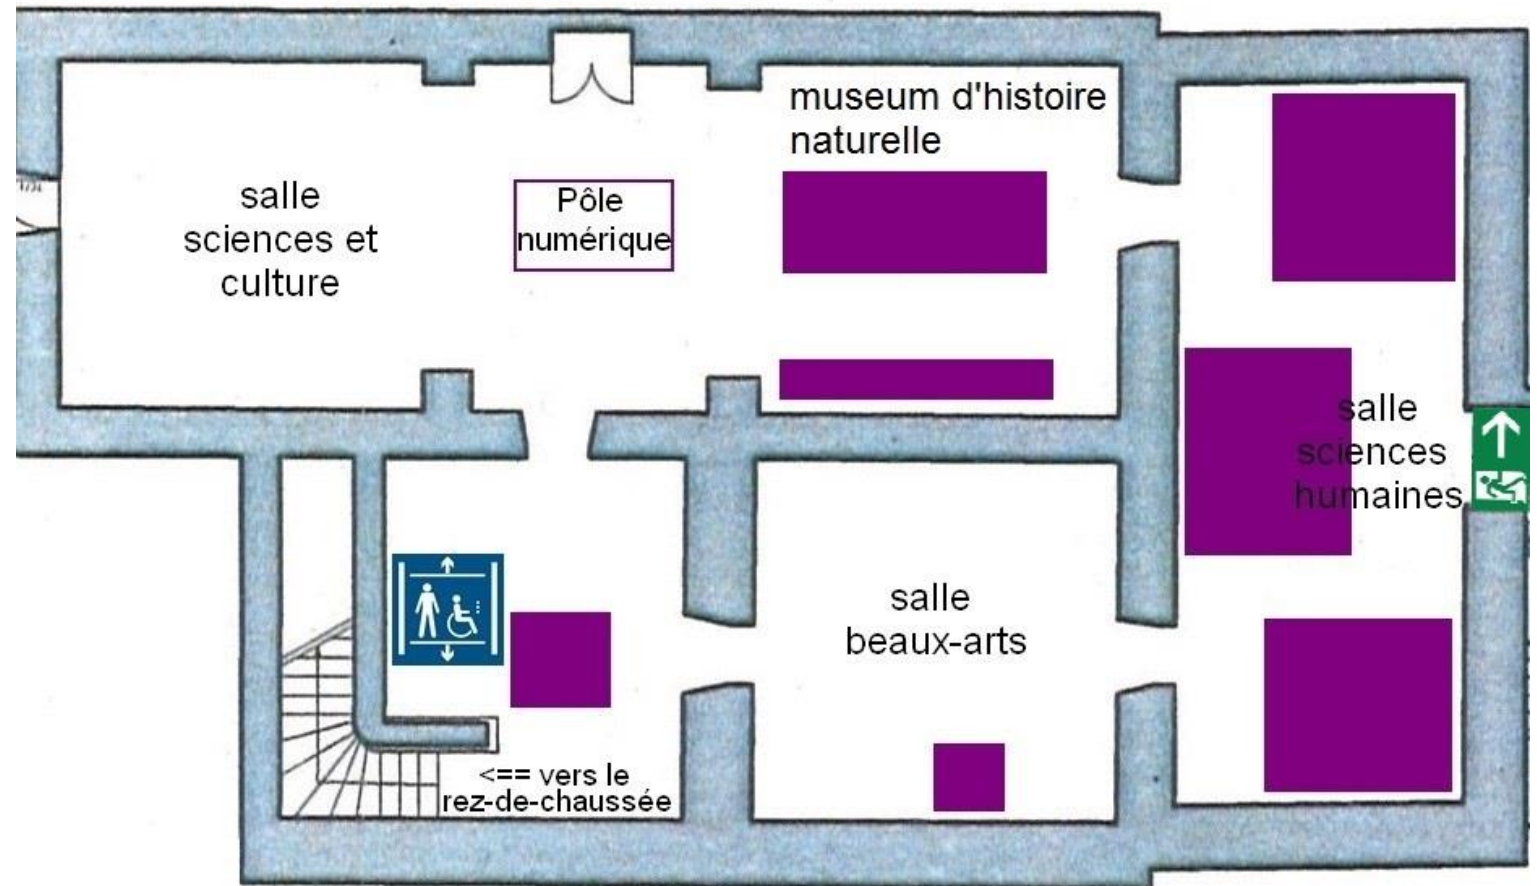 museum d'histoire
naturelle
salle
sciences et
culture
Pôle
numérique
salle
sciences
humaines
salle
beaux-arts
<== vers le
rez-de-chaussée